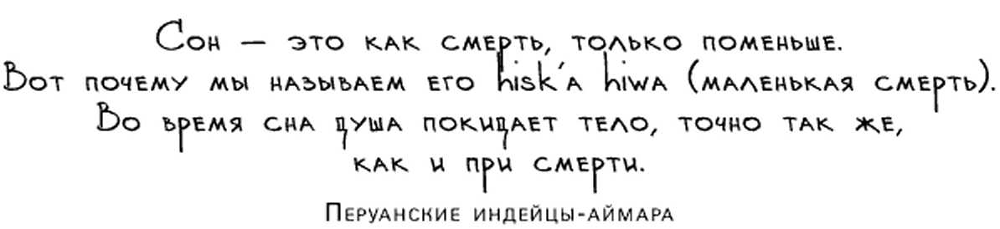 Сон — это как смерть, только поменьше.
Вот почему мы называем его hisk'a hiwa (маленькая смерть).
Во время сна душа покидает тело, точно так же,
как и при смерти.
Перуанские индейцы-аймара